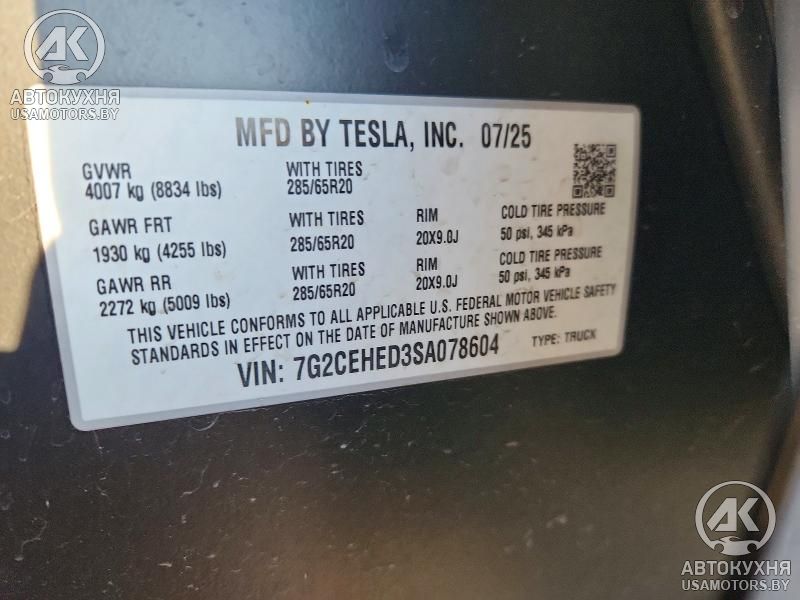 AK
АВТОКУХНЯ
USAMOTORS.BY
MFD BY TESLA, INC. 07/25
GVWR WITH TIRES
4007 kg (8834 lbs) 285/65R20
GAWR FRT WITH TIRES RIM COLD TIRE PRESSURE
1930 kg (4255 lbs) 285/65R20 20X9.0J 50 psi, 345 kPa
GAWR RR WITH TIRES RIM COLD TIRE PRESSURE
2272 kg (5009 lbs) 285/65R20 20X9.0J 50 psi, 345 kPa
THIS VEHICLE CONFORMS TO ALL APPLICABLE U.S. FEDERAL MOTOR VEHICLE SAFETY
STANDARDS IN EFFECT ON THE DATE OF MANUFACTURE SHOWN ABOVE.
VIN: 7G2CEHED3SA078604 TYPE: TRUCK
AK
АВТОКУХНЯ
USAMOTORS.BY